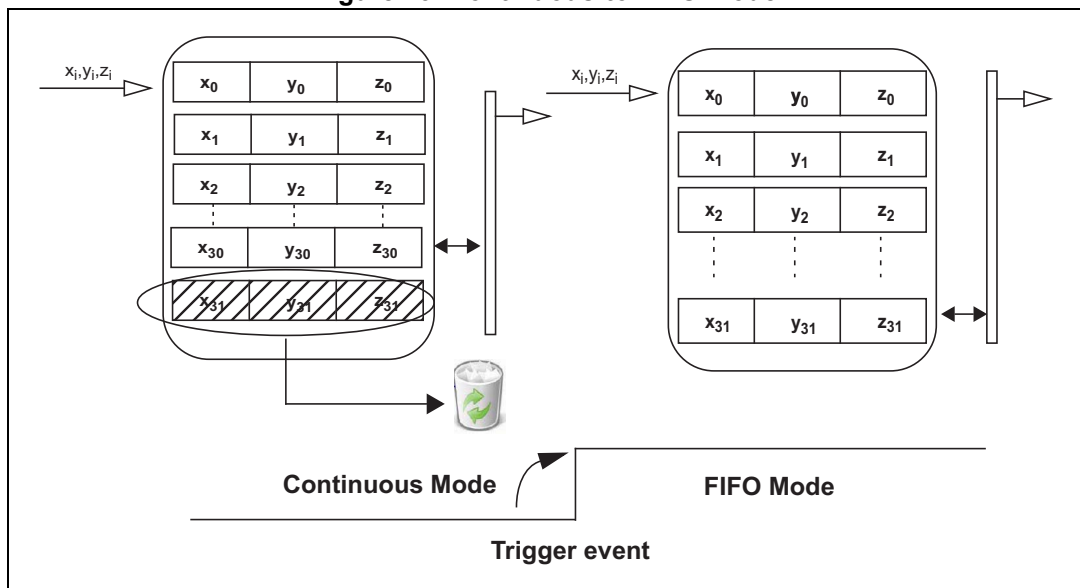 xi,yi,zi
x0 y0 z0
x1 y1 z1
x2 y2 z2
x30 y30 z30
x31 y31 z31
xi,yi,zi
x0 y0 z0
x1 y1 z1
x2 y2 z2
x31 y31 z31
Continuous Mode
FIFO Mode
Trigger event